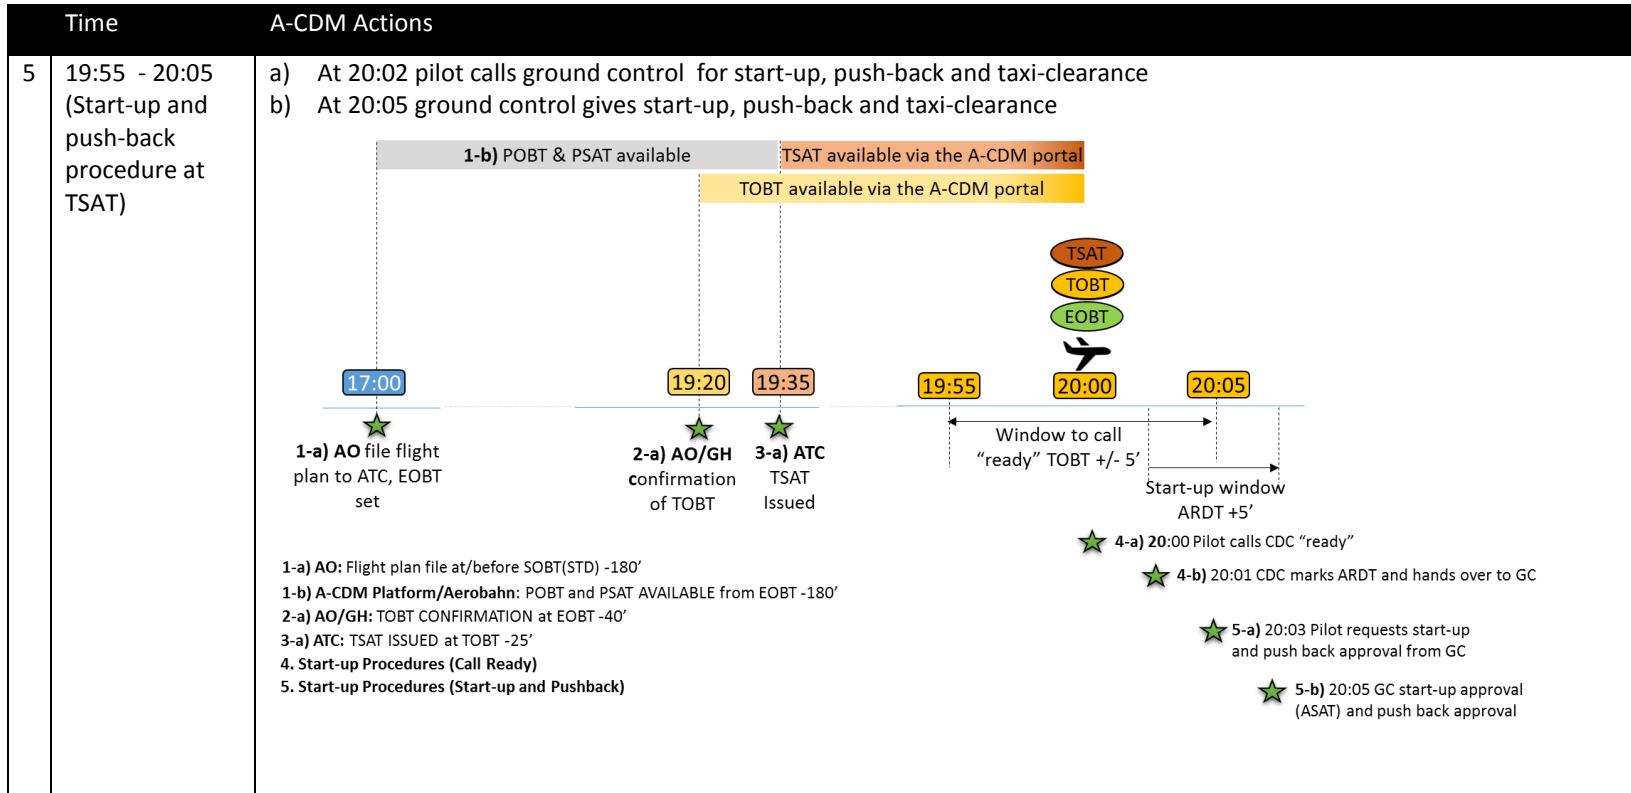 Time
A-CDM Actions
5
19:55 - 20:05
(Start-up and
push-back
procedure at
TSAT)
a) At 20:02 pilot calls ground control for start-up, push-back and taxi-clearance
b) At 20:05 ground control gives start-up, push-back and taxi-clearance
1-b) POBT & PSAT available
TSAT available via the A-CDM portal
TOBT available via the A-CDM portal
TSAT
TOBT
EOBT
17:00
19:20
19:35
19:55
20:00
20:05
1-a) AO file flight
plan to ATC, EOBT
set
2-a) AO/GH
confirmation
of TOBT
3-a) ATC
TSAT
Issued
Window to call
“ready” TOBT +/- 5’
Start-up window
ARDT +5’
4-a) 20:00 Pilot calls CDC “ready”
4-b) 20:01 CDC marks ARDT and hands over to GC
5-a) 20:03 Pilot requests start-up
and push back approval from GC
5-b) 20:05 GC start-up approval
(ASAT) and push back approval
1-a) AO: Flight plan file at/before SOBT(STD) -180’
1-b) A-CDM Platform/Aerobahn: POBT and PSAT AVAILABLE from EOBT -180’
2-a) AO/GH: TOBT CONFIRMATION at EOBT -40’
3-a) ATC: TSAT ISSUED at TOBT -25’
4. Start-up Procedures (Call Ready)
5. Start-up Procedures (Start-up and Pushback)